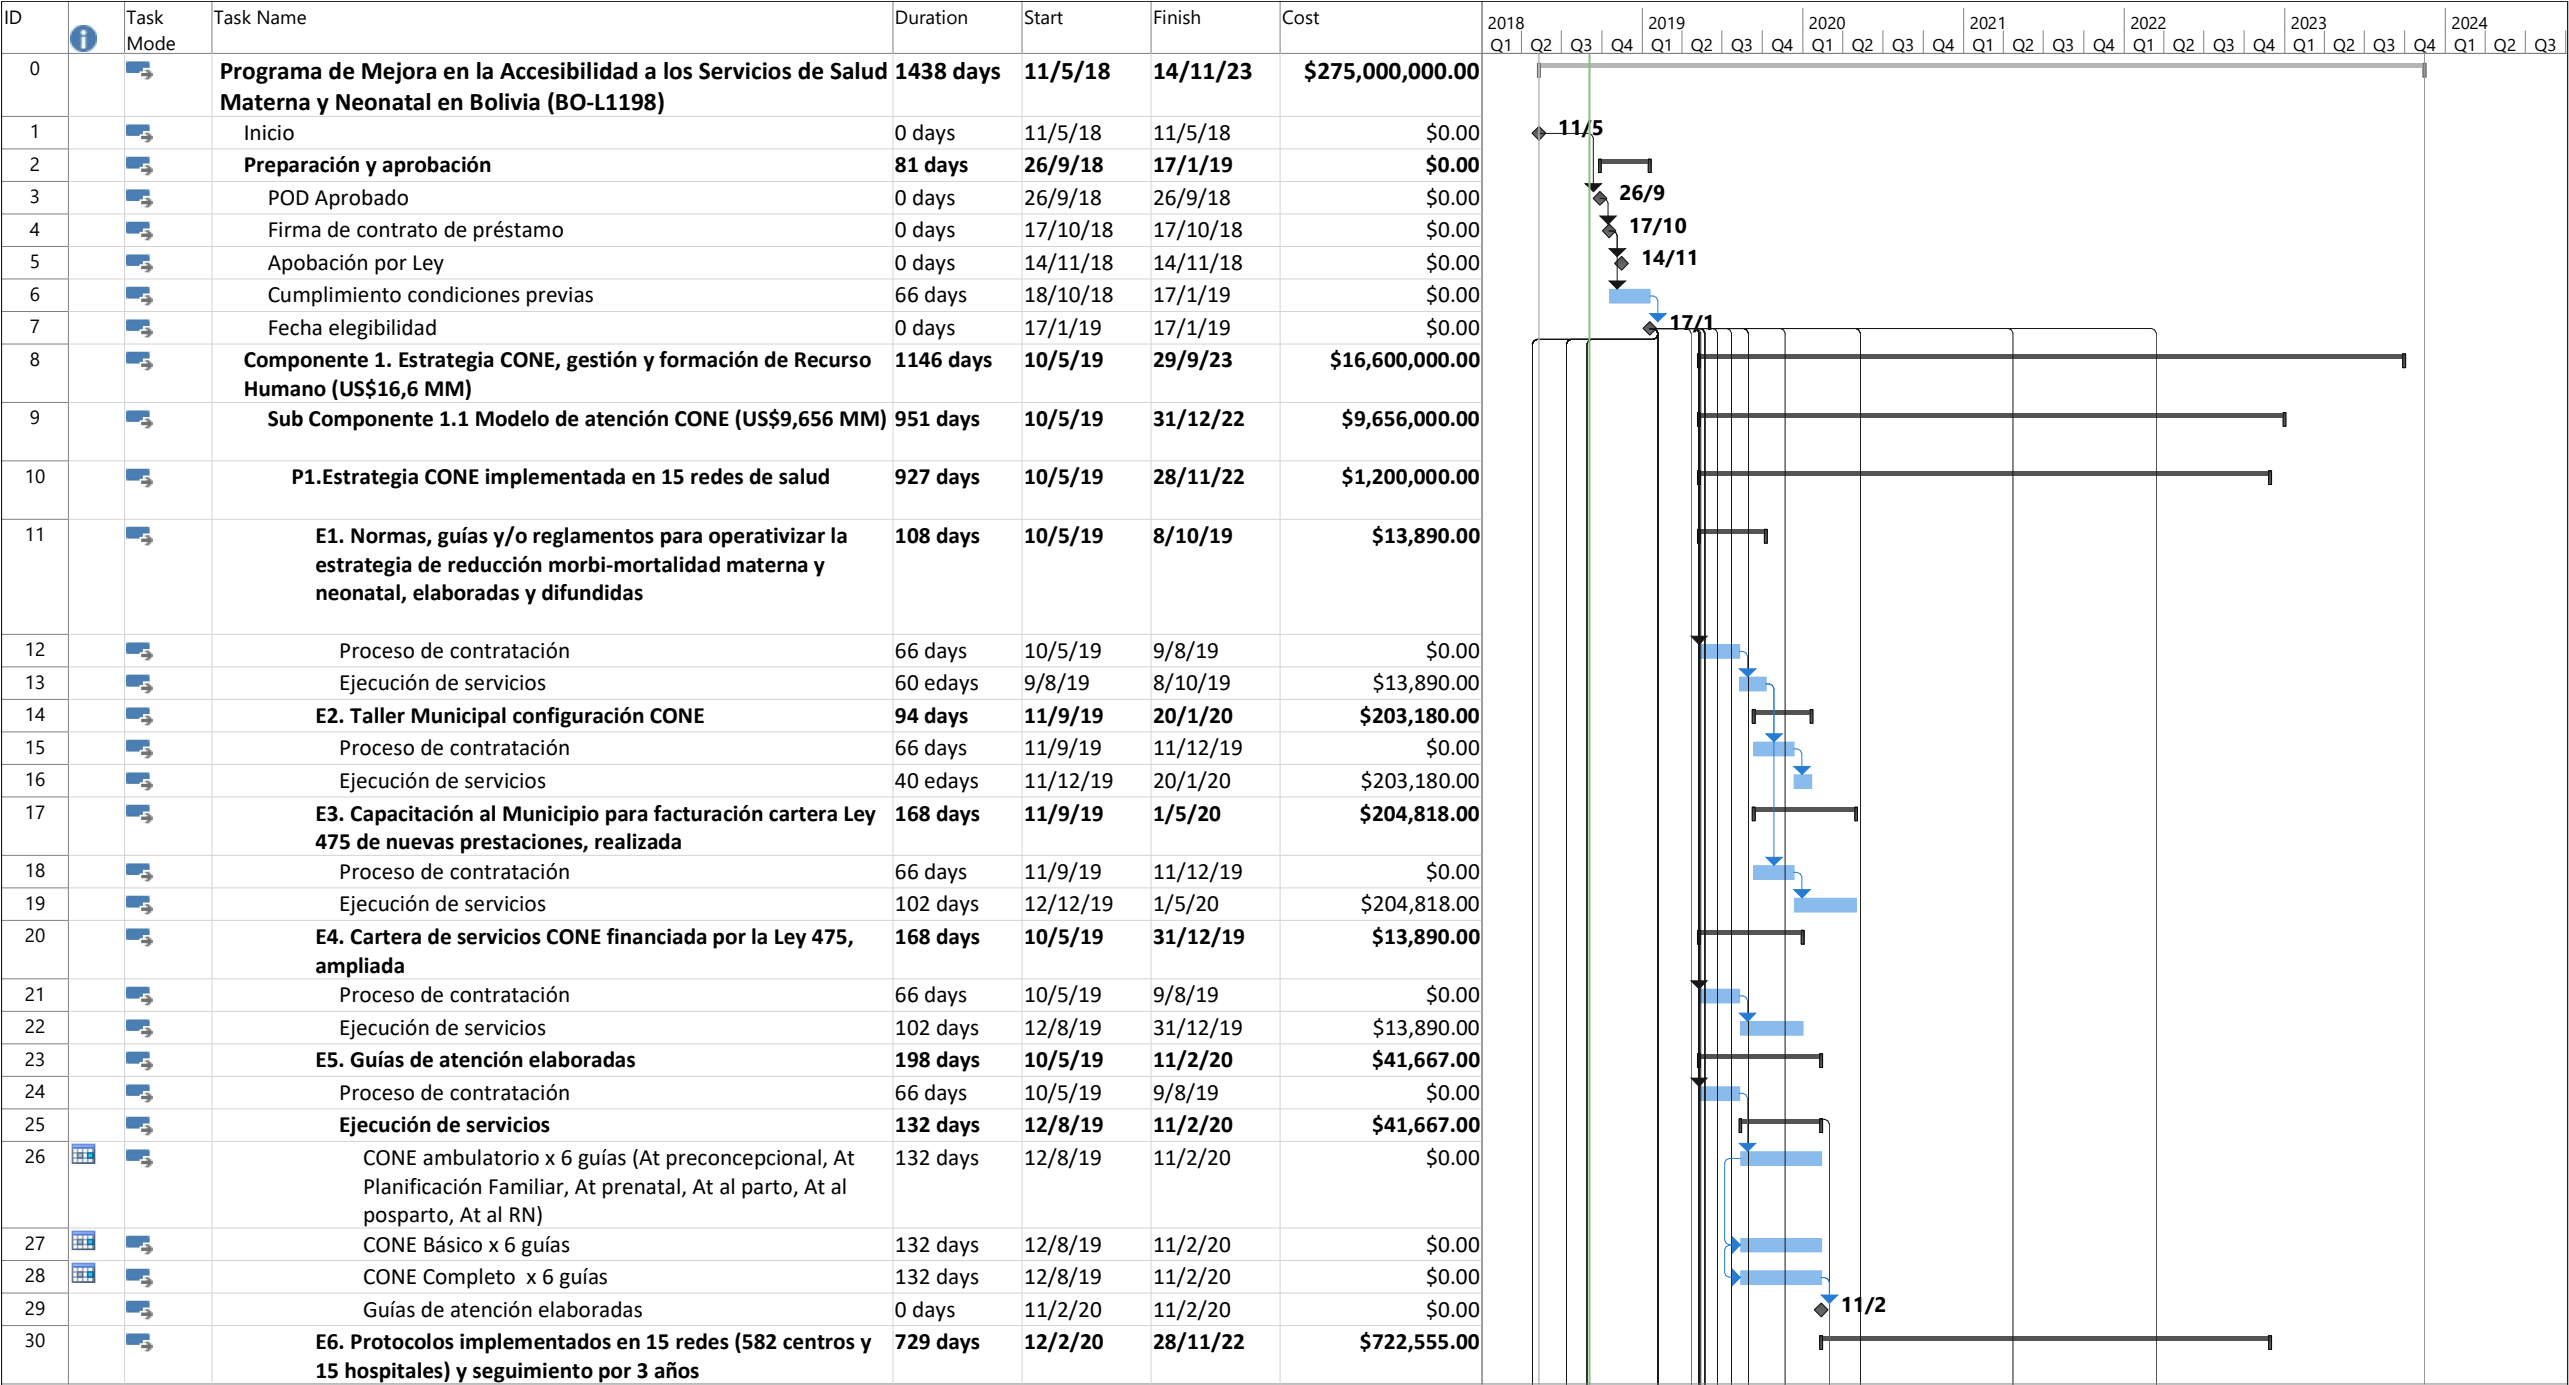 ID Task Mode Task Name Duration Start Finish Cost
2018 2019 2020 2021 2022 2023 2024
Q1 Q2 Q3 Q4 Q1 Q2 Q3 Q4 Q1 Q2 Q3 Q4 Q1 Q2 Q3 Q4 Q1 Q2 Q3 Q4 Q1 Q2 Q3 Q4 Q1 Q2 Q3
0 Programa de Mejora en la Accesibilidad a los Servicios de Salud 1438 days 11/5/18 14/11/23 $275,000,000.00
Materna y Neonatal en Bolivia (BO-L1198)
1 Inicio 0 days 11/5/18 11/5/18 $0.00 11/5
2 Preparación y aprobación 81 days 26/9/18 17/1/19 $0.00
3 POD Aprobado 0 days 26/9/18 26/9/18 $0.00 26/9
4 Firma de contrato de préstamo 0 days 17/10/18 17/10/18 $0.00 17/10
5 Apobación por Ley 0 days 14/11/18 14/11/18 $0.00 14/11
6 Cumplimiento condiciones previas 66 days 18/10/18 17/1/19 $0.00
7 Fecha elegibilidad 0 days 17/1/19 17/1/19 $0.00 17/1
8 Componente 1. Estrategia CONE, gestión y formación de Recurso 1146 days 10/5/19 29/9/23 $16,600,000.00
Humano (US$16,6 MM)
9 Sub Componente 1.1 Modelo de atención CONE (US$9,656 MM) 951 days 10/5/19 31/12/22 $9,656,000.00
10 P1.Estrategia CONE implementada en 15 redes de salud 927 days 10/5/19 28/11/22 $1,200,000.00
11 E1. Normas, guías y/o reglamentos para operativizar la 108 days 10/5/19 8/10/19 $13,890.00
estrategia de reducción morbi-mortalidad materna y
neonatal, elaboradas y difundidas
12 Proceso de contratación 66 days 10/5/19 9/8/19 $0.00
13 Ejecución de servicios 60 edays 9/8/19 8/10/19 $13,890.00
14 E2. Taller Municipal configuración CONE 94 days 11/9/19 20/1/20 $203,180.00
15 Proceso de contratación 66 days 11/9/19 11/12/19 $0.00
16 Ejecución de servicios 40 edays 11/12/19 20/1/20 $203,180.00
17 E3. Capacitación al Municipio para facturación cartera Ley 168 days 11/9/19 1/5/20 $204,818.00
475 de nuevas prestaciones, realizada
18 Proceso de contratación 66 days 11/9/19 11/12/19 $0.00
19 Ejecución de servicios 102 days 12/12/19 1/5/20 $204,818.00
20 E4. Cartera de servicios CONE financiada por la Ley 475, 168 days 10/5/19 31/12/19 $13,890.00
ampliada
21 Proceso de contratación 66 days 10/5/19 9/8/19 $0.00
22 Ejecución de servicios 102 days 12/8/19 31/12/19 $13,890.00
23 E5. Guías de atención elaboradas 198 days 10/5/19 11/2/20 $41,667.00
24 Proceso de contratación 66 days 10/5/19 9/8/19 $0.00
25 Ejecución de servicios 132 days 12/8/19 11/2/20 $41,667.00
26 CONE ambulatorio x 6 guías (At preconcepcional, At 132 days 12/8/19 11/2/20 $0.00
Planificación Familiar, At prenatal, At al parto, At al
posparto, At al RN)
27 CONE Básico x 6 guías 132 days 12/8/19 11/2/20 $0.00
28 CONE Completo x 6 guías 132 days 12/8/19 11/2/20 $0.00
29 Guías de atención elaboradas 0 days 11/2/20 11/2/20 $0.00 11/2
30 E6. Protocolos implementados en 15 redes (582 centros y 729 days 12/2/20 28/11/22 $722,555.00
15 hospitales) y seguimiento por 3 años